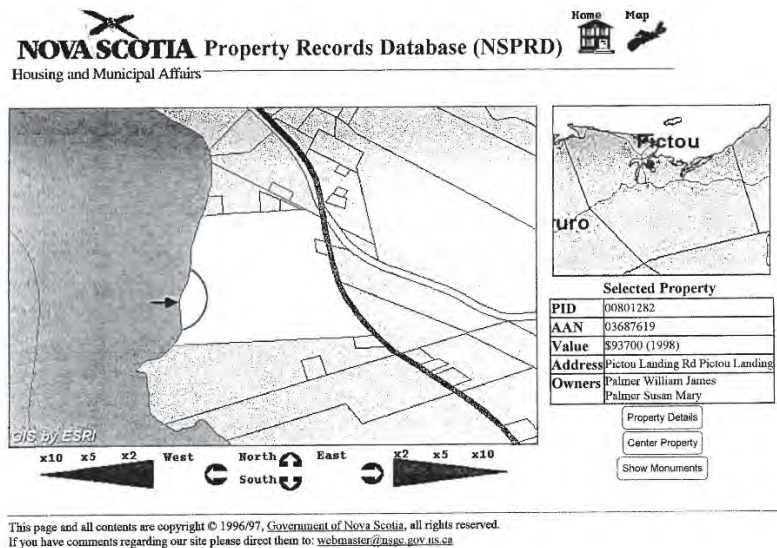 Home Map
NOVA SCOTIA Property Records Database (NSPRD)
Housing and Municipal Affairs
Pictou
uro
GIS by ESRI
Selected Property
PID 00801282
AAN 03687619
Value $93700 (1998)
Address Pictou Landing Rd Pictou Landing
Owners Palmer William James
Palmer Susan Mary
Property Details
Center Property
Show Monuments
x10 x5 x2 West North East x2 x5 x10
South
This page and all contents are copyright © 1996/97, Government of Nova Scotia, all rights reserved.
If you have comments regarding our site please direct them to: webmaster@nsgc.gov.ns.ca